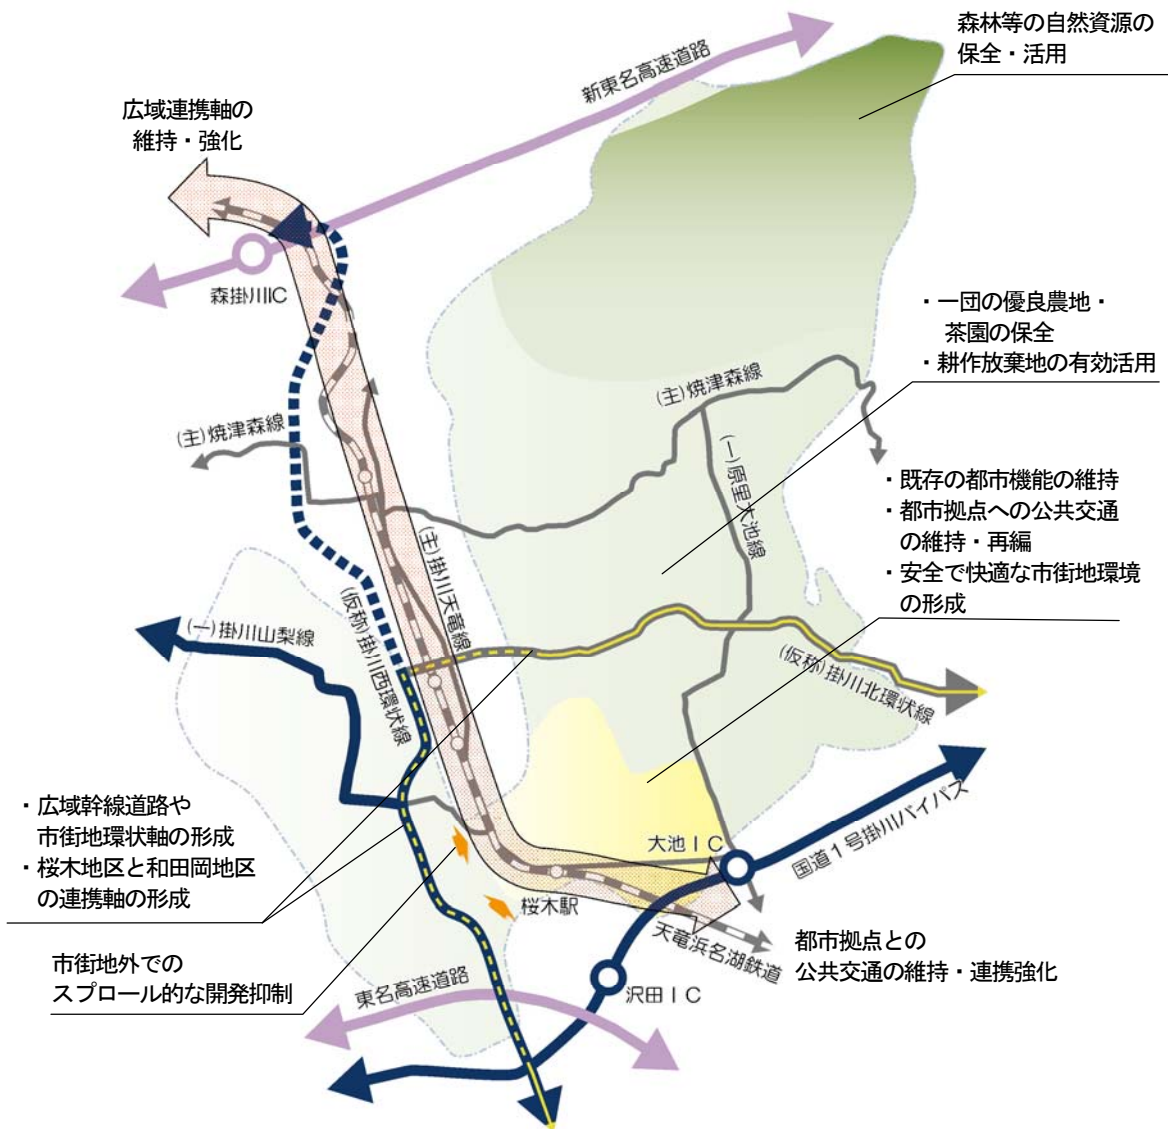 森林等の自然資源の
保全・活用
新東名高速道路
広域連携軸の
維持・強化
森掛川IC
・一団の優良農地・
茶園の保全
・耕作放棄地の有効活用
(主)焼津森線
(主)焼津森線
(一)原里大池線
・既存の都市機能の維持
・都市拠点への公共交通
の維持・再編
・安全で快適な市街地環境
の形成
(主)掛川天竜線
(仮称)掛川西環状線
(一)掛川山梨線
(仮称)掛川北環状線
・広域幹線道路や
市街地環状軸の形成
・桜木地区と和田岡地区
の連携軸の形成
大池IC
国道1号掛川バイパス
桜木駅
天竜浜名湖鉄道
都市拠点との
公共交通の維持・連携強化
市街地外での
スプロール的な開発抑制
東名高速道路
沢田IC